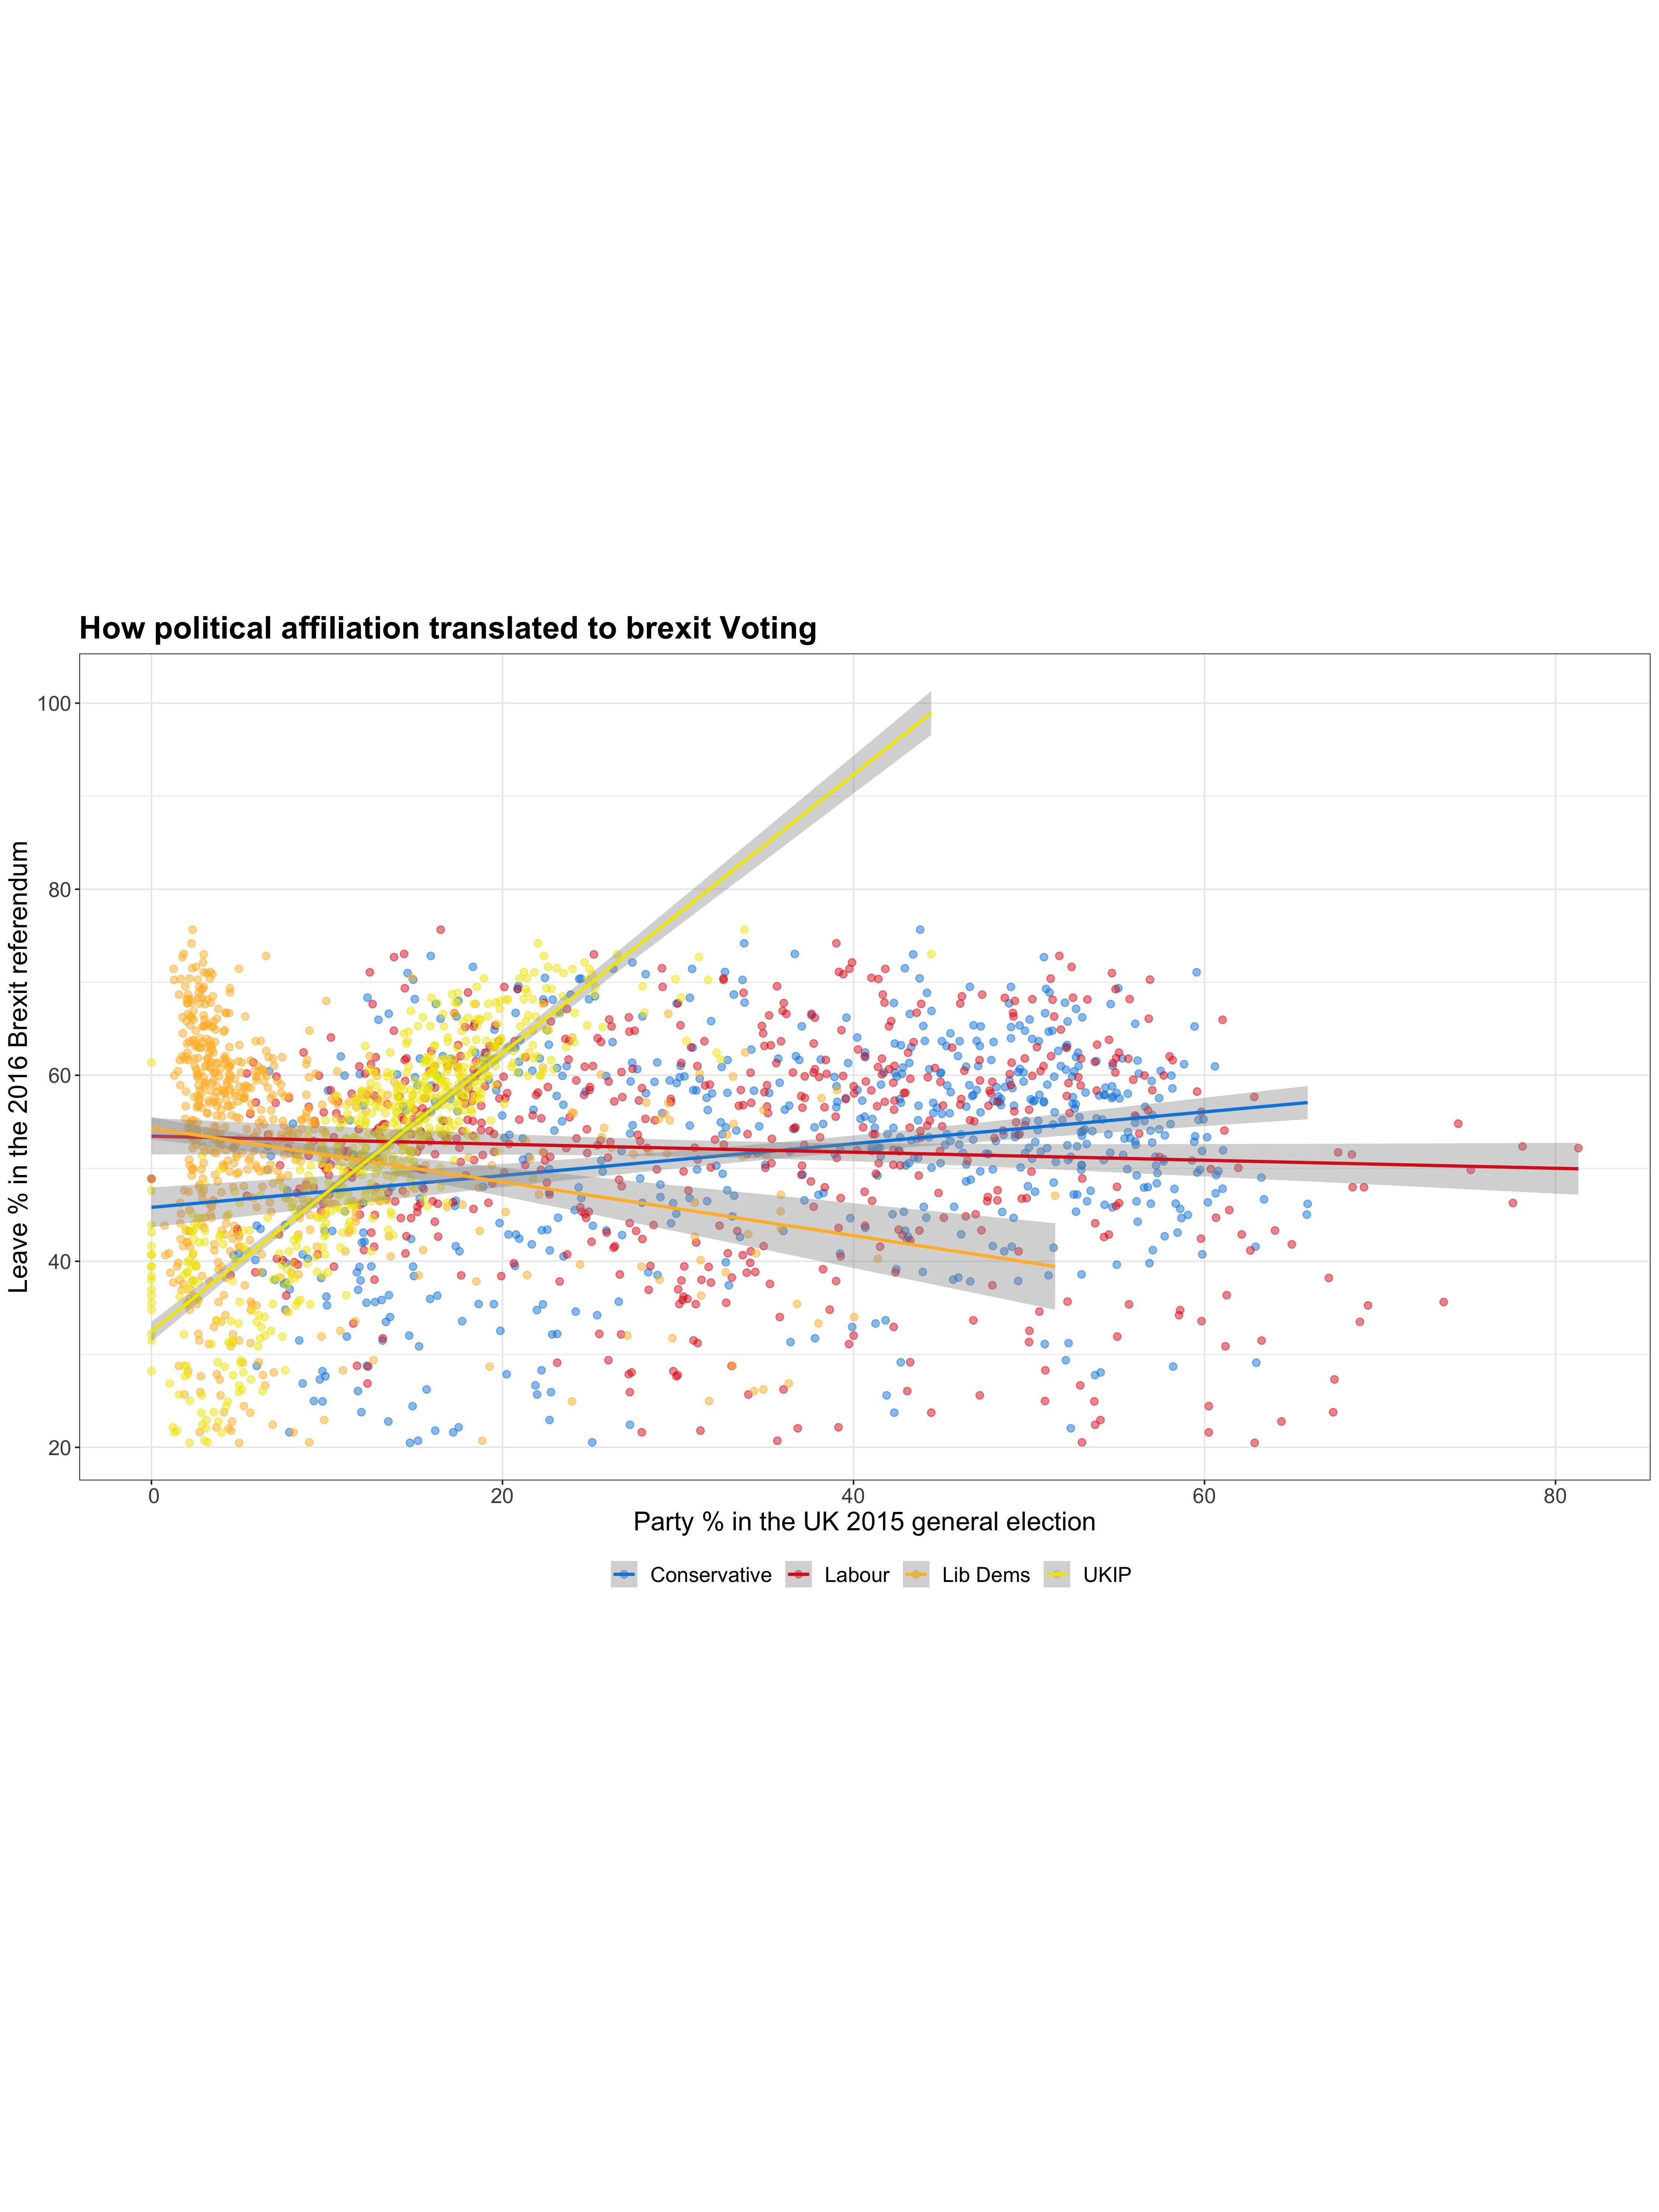 How political affiliation translated to brexit Voting
Leave % in the 2016 Brexit referendum
100
80
60
40
20
0 20 40 60 80
Party % in the UK 2015 general election
Conservative Labour Lib Dems UKIP